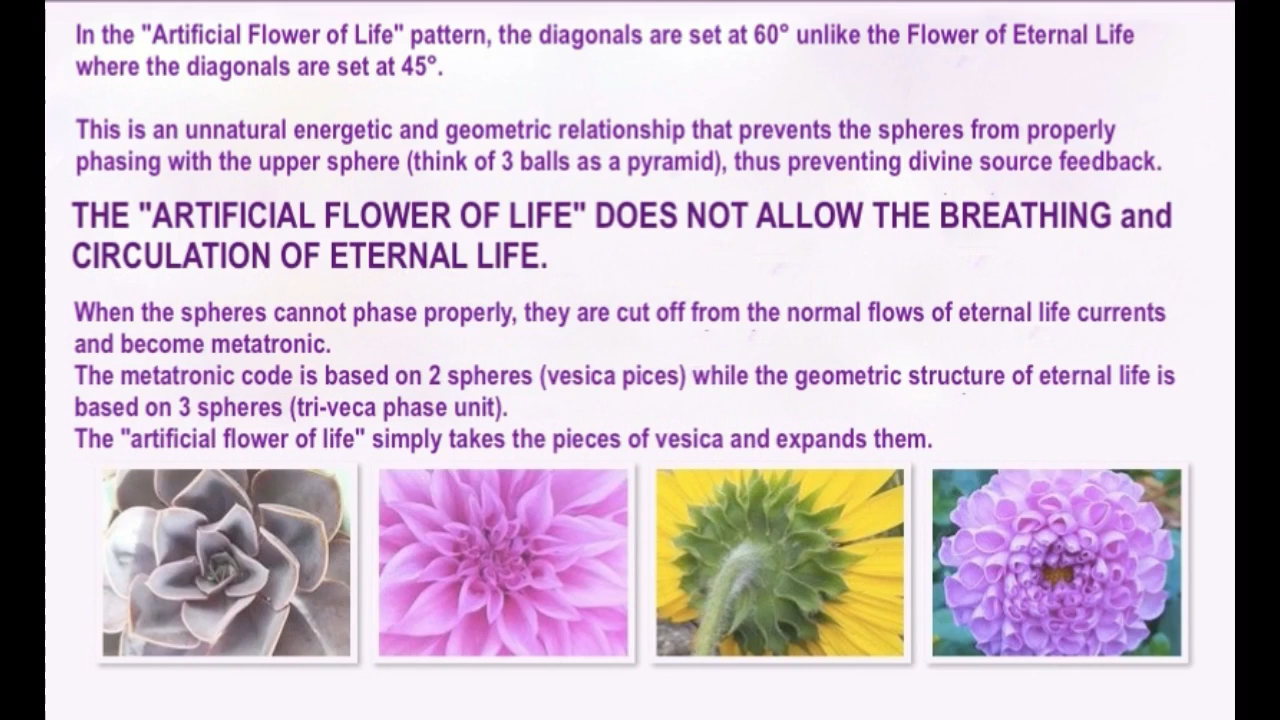 In the "Artificial Flower of Life" pattern, the diagonals are set at 60° unlike the Flower of Eternal Life
where the diagonals are set at 45°.
This is an unnatural energetic and geometric relationship that prevents the spheres from properly
phasing with the upper sphere (think of 3 balls as a pyramid), thus preventing divine source feedback.
THE "ARTIFICIAL FLOWER OF LIFE" DOES NOT ALLOW THE BREATHING and
CIRCULATION OF ETERNAL LIFE.
When the spheres cannot phase properly, they are cut off from the normal flows of eternal life currents
and become metatronic.
The metatronic code is based on 2 spheres (vesica pices) while the geometric structure of eternal life is
based on 3 spheres (tri-veca phase unit).
The "artificial flower of life" simply takes the pieces of vesica and expands them.